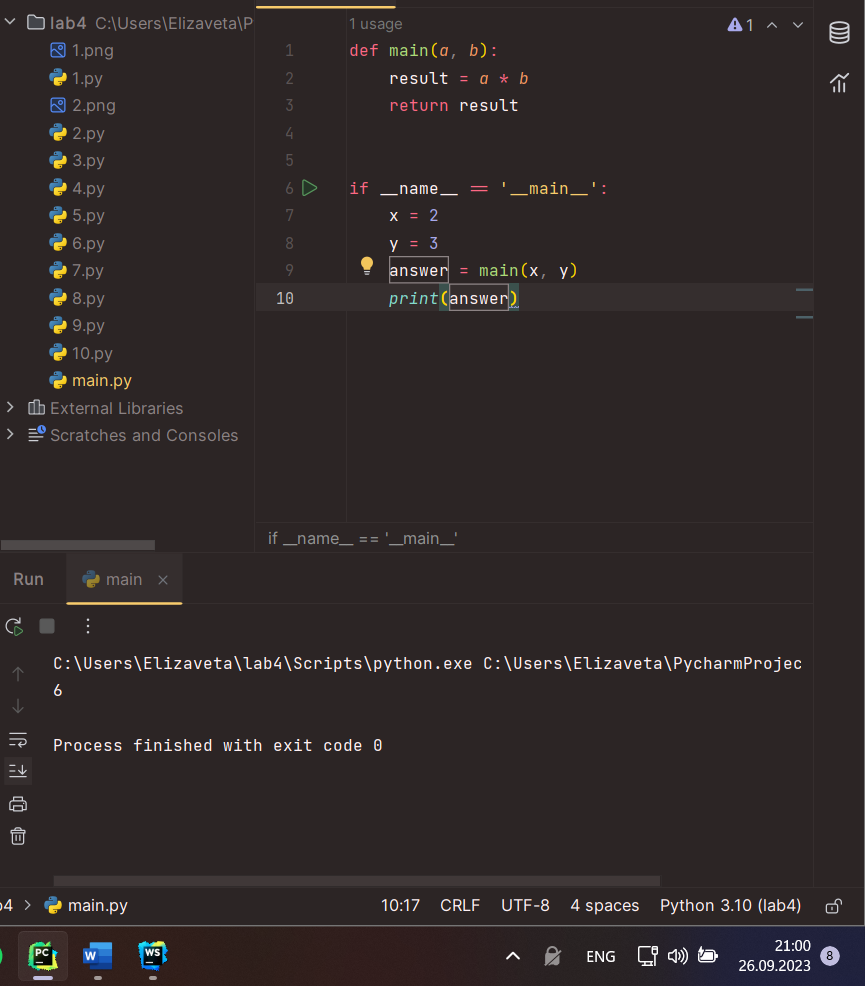 lab4 C:\Users\Elizaveta\P
1.png
1.py
2.png
2.py
3.py
4.py
5.py
6.py
7.py
8.py
9.py
10.py
main.py
External Libraries
Scratches and Consoles
1 usage
1
1 def main(a, b):
2 result = a * b
3 return result
4
5
6 if __name__ == '__main__':
7 x = 2
8 y = 3
9 answer = main(x, y)
10 print(answer)
if __name__ == '__main__'
Run main
C:\Users\Elizaveta\lab4\Scripts\python.exe C:\Users\Elizaveta\PycharmProjec
6
Process finished with exit code 0
b4 main.py 10:17 CRLF UTF-8 4 spaces Python 3.10 (lab4)
PC W WS ENG 21:00 8
26.09.2023